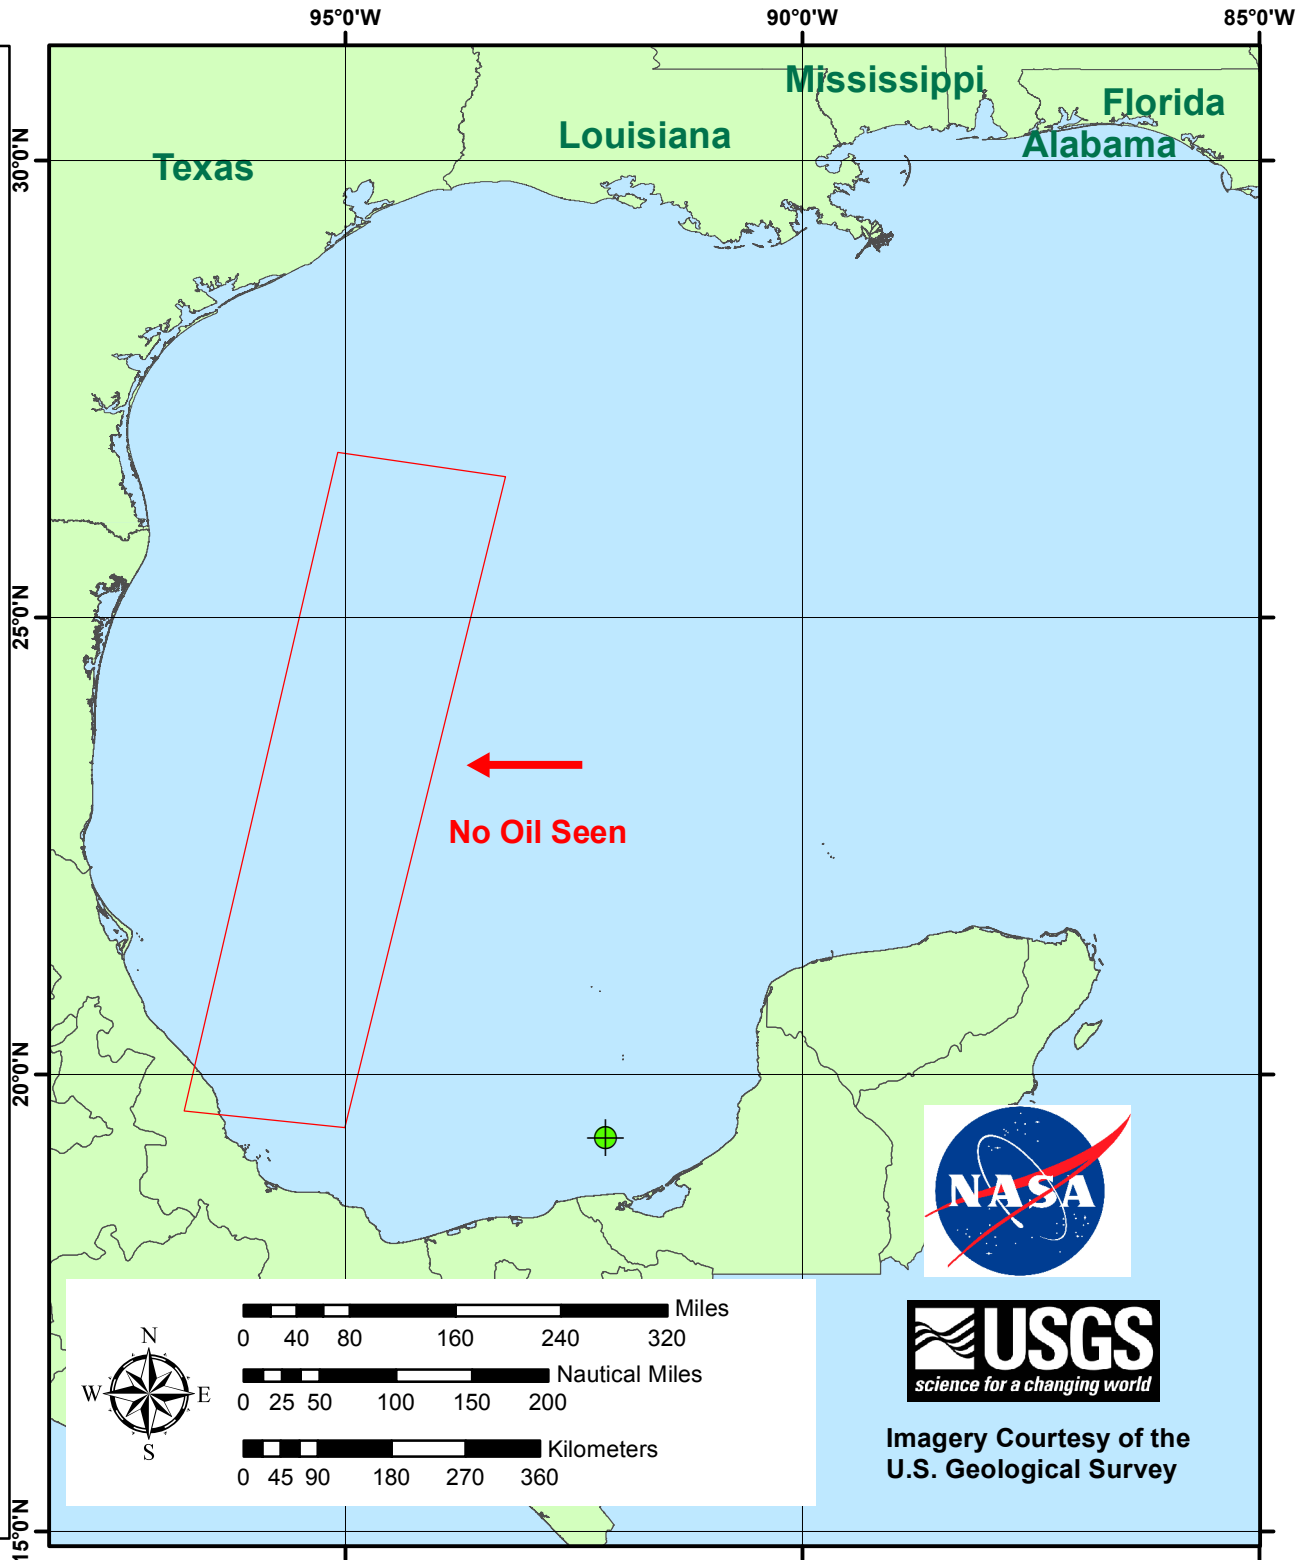 95°0'W
90°0'W
85°0'W
Mississippi
Florida
Louisiana
Alabama
30°0'N
Texas
25°0'N
No Oil Seen
20°0'N
NASA
N
W
E
S
Miles
0 40 80 160 240 320
Nautical Miles
0 25 50 100 150 200
Kilometers
0 45 90 180 270 360
USGS
science for a changing world
Imagery Courtesy of the
U.S. Geological Survey
15°0'N